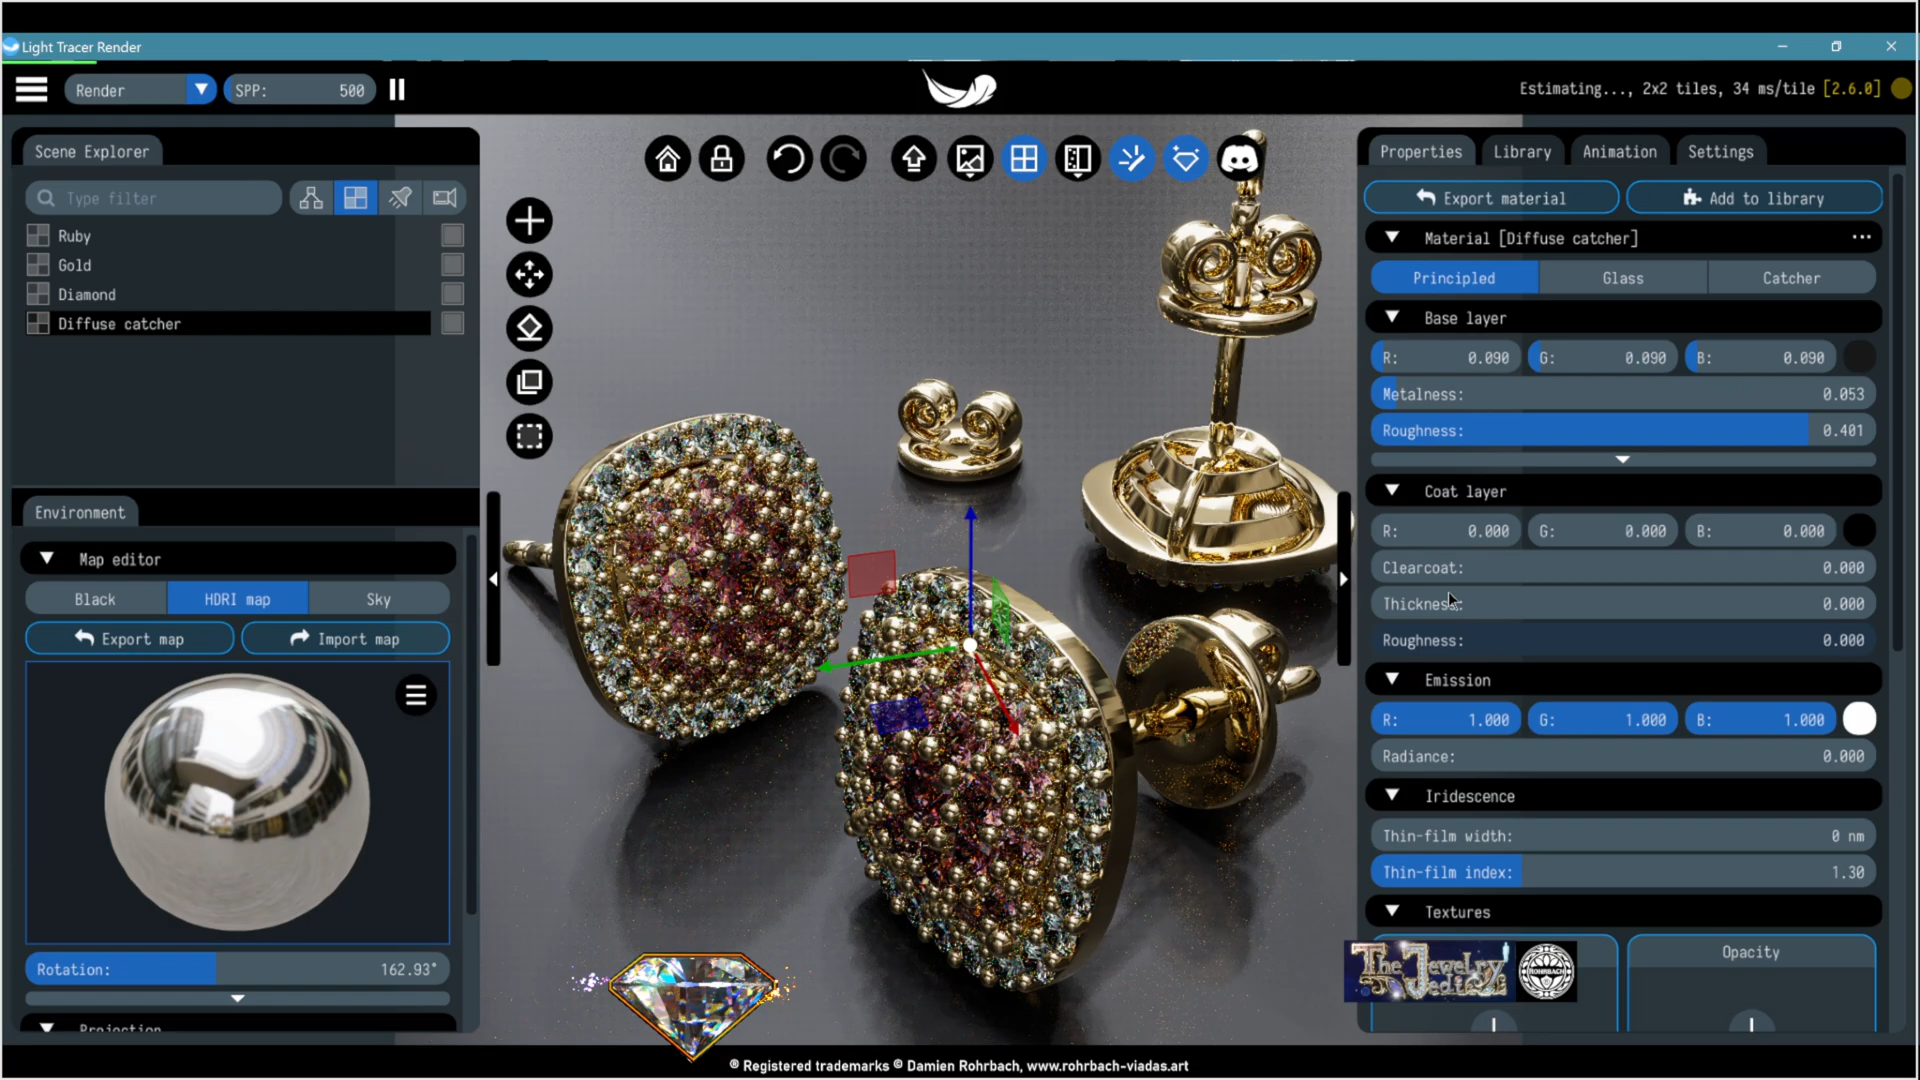 Light Tracer Render
Render
SPP: 500
Estimating..., 2x2 tiles, 34 ms/tile [2.6.0]
Scene Explorer
Type filter
Ruby
Gold
Diamond
Diffuse catcher
Environment
Map editor
Black HDRI map Sky
Export map Import map
Rotation: 162.93°
Projection
Properties Library Animation Settings
Export material Add to library
Material [Diffuse catcher]
Principled Glass Catcher
Base layer
R: 0.090 G: 0.090 B: 0.090
Metalness: 0.053
Roughness: 0.401
Coat layer
R: 0.000 G: 0.000 B: 0.000
Clearcoat: 0.000
Thickness: 0.000
Roughness: 0.000
Emission
R: 1.000 G: 1.000 B: 1.000
Radiance: 0.000
Iridescence
Thin-film width: 0 nm
Thin-film index: 1.30
Textures
Opacity
The Jewelry Jedi
ROHRBACH
® Registered trademarks © Damien Rohrbach, www.rohrbach-viadas.art